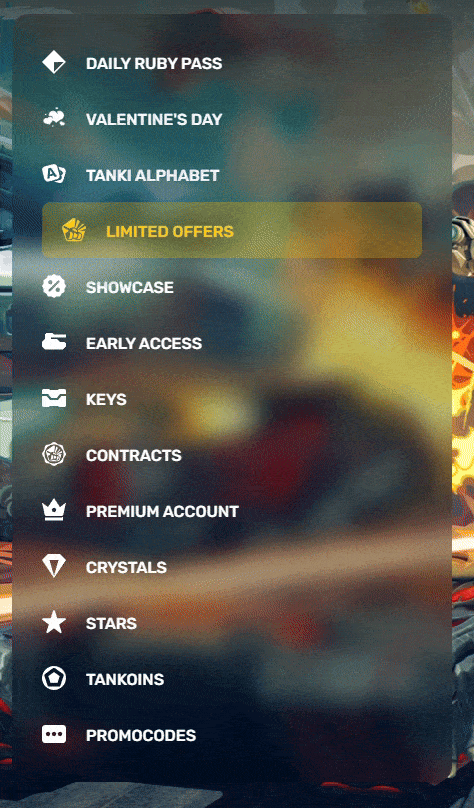 DAILY RUBY PASS
VALENTINE'S DAY
TANKI ALPHABET
LIMITED OFFERS
SHOWCASE
EARLY ACCESS
KEYS
CONTRACTS
PREMIUM ACCOUNT
CRYSTALS
STARS
TANKOINS
PROMOCODES